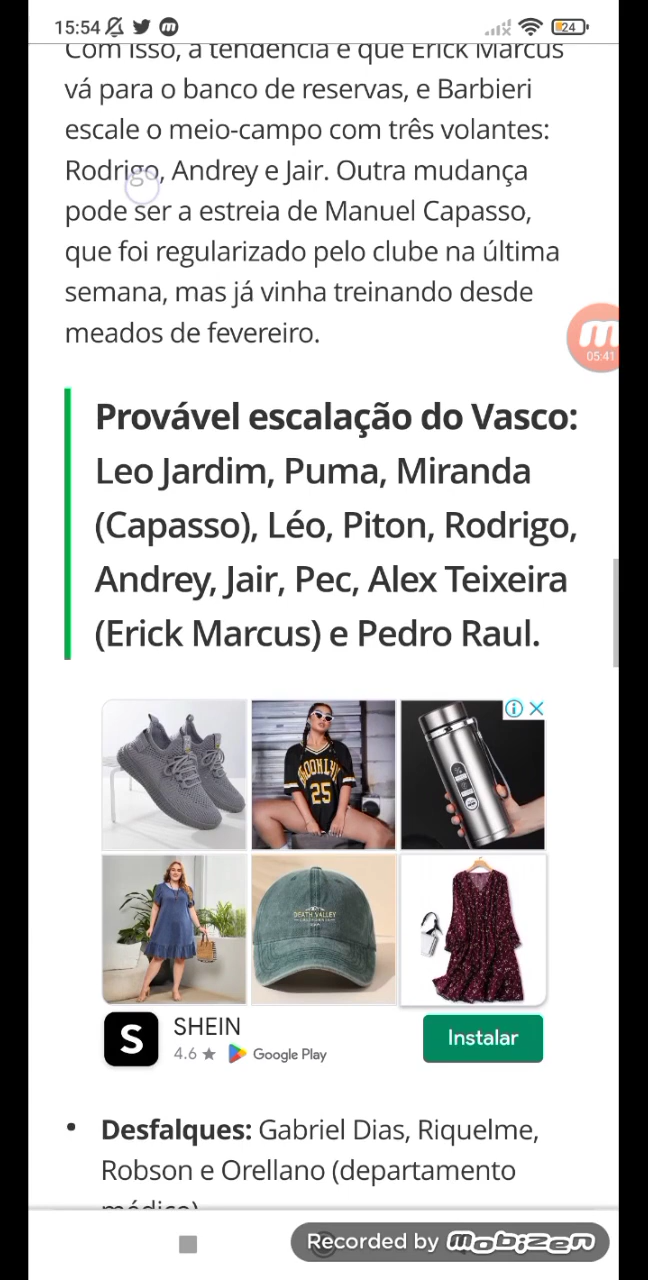 15:54
24
Com isso, a tendência é que Erick Marcus
vá para o banco de reservas, e Barbieri
escale o meio-campo com três volantes:
Rodrigo, Andrey e Jair. Outra mudança
pode ser a estreia de Manuel Capasso,
que foi regularizado pelo clube na última
semana, mas já vinha treinando desde
meados de fevereiro.
m
05:41
Provável escalação do Vasco:
Leo Jardim, Puma, Miranda
(Capasso), Léo, Piton, Rodrigo,
Andrey, Jair, Pec, Alex Teixeira
(Erick Marcus) e Pedro Raul.
BROOKLYN
25
DEATH VALLEY
S
SHEIN
4.6 ★ Google Play
Instalar
• Desfalques: Gabriel Dias, Riquelme,
Robson e Orellano (departamento
médico)
Recorded by mobizen